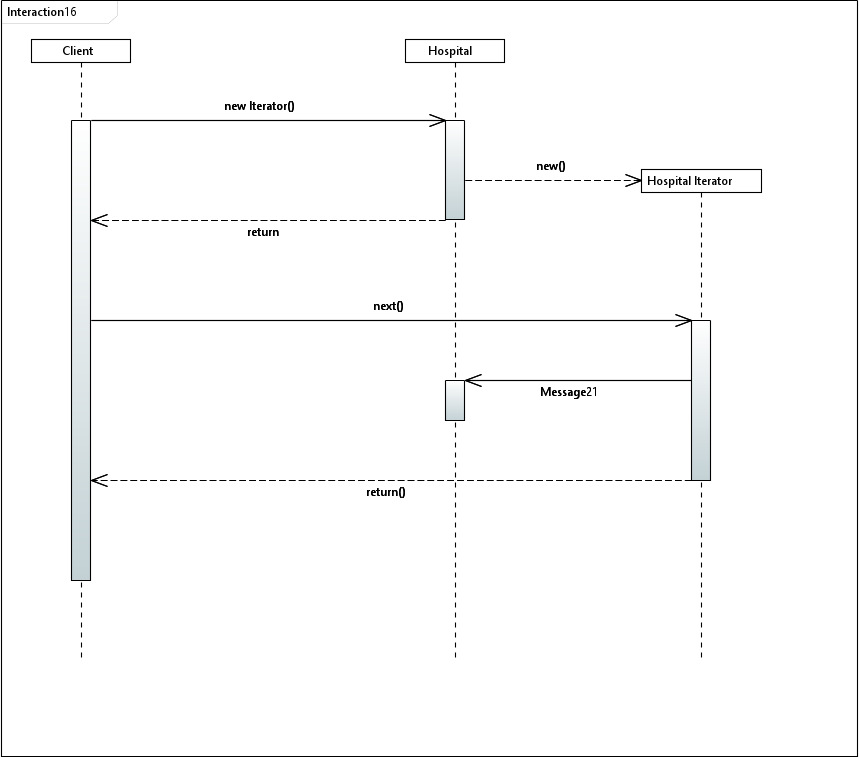 Interaction16
Client
Hospital
new Iterator()
new()
Hospital Iterator
return
next()
Message21
return()